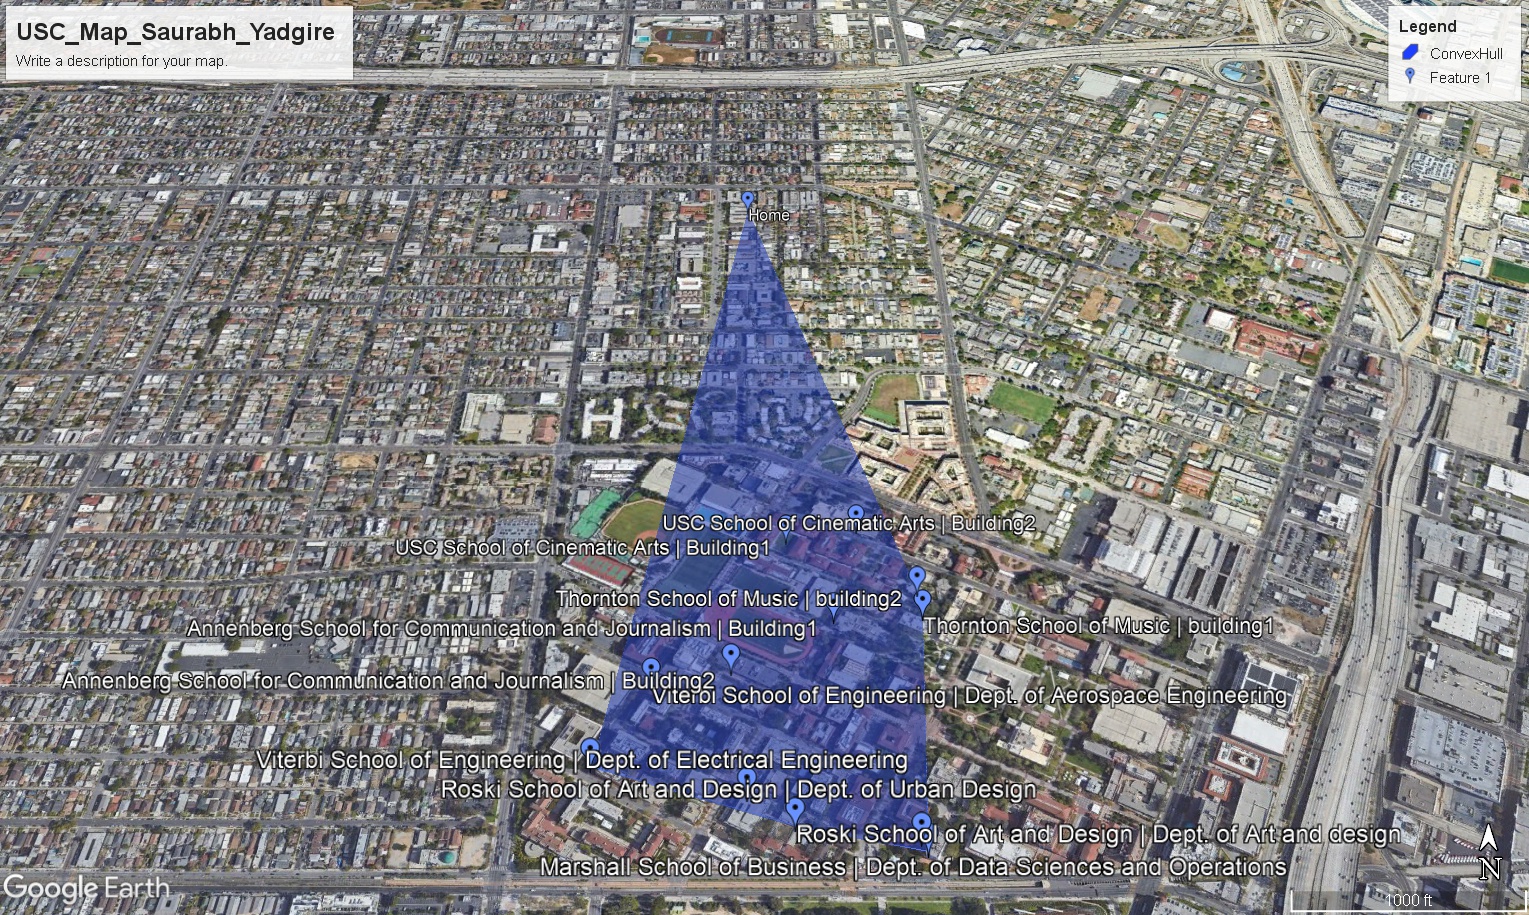 USC_Map_Saurabh_Yadgire
Write a description for your map.
Legend
ConvexHull
Feature 1
Home
USC School of Cinematic Arts | Building2
USC School of Cinematic Arts | Building1
Thornton School of Music | building2
Thornton School of Music | building1
Annenberg School for Communication and Journalism | Building1
Annenberg School for Communication and Journalism | Building2
Viterbi School of Engineering | Dept. of Aerospace Engineering
Viterbi School of Engineering | Dept. of Electrical Engineering
Roski School of Art and Design | Dept. of Urban Design
Roski School of Art and Design | Dept. of Art and design
Marshall School of Business | Dept. of Data Sciences and Operations
Google Earth
N
1000 ft